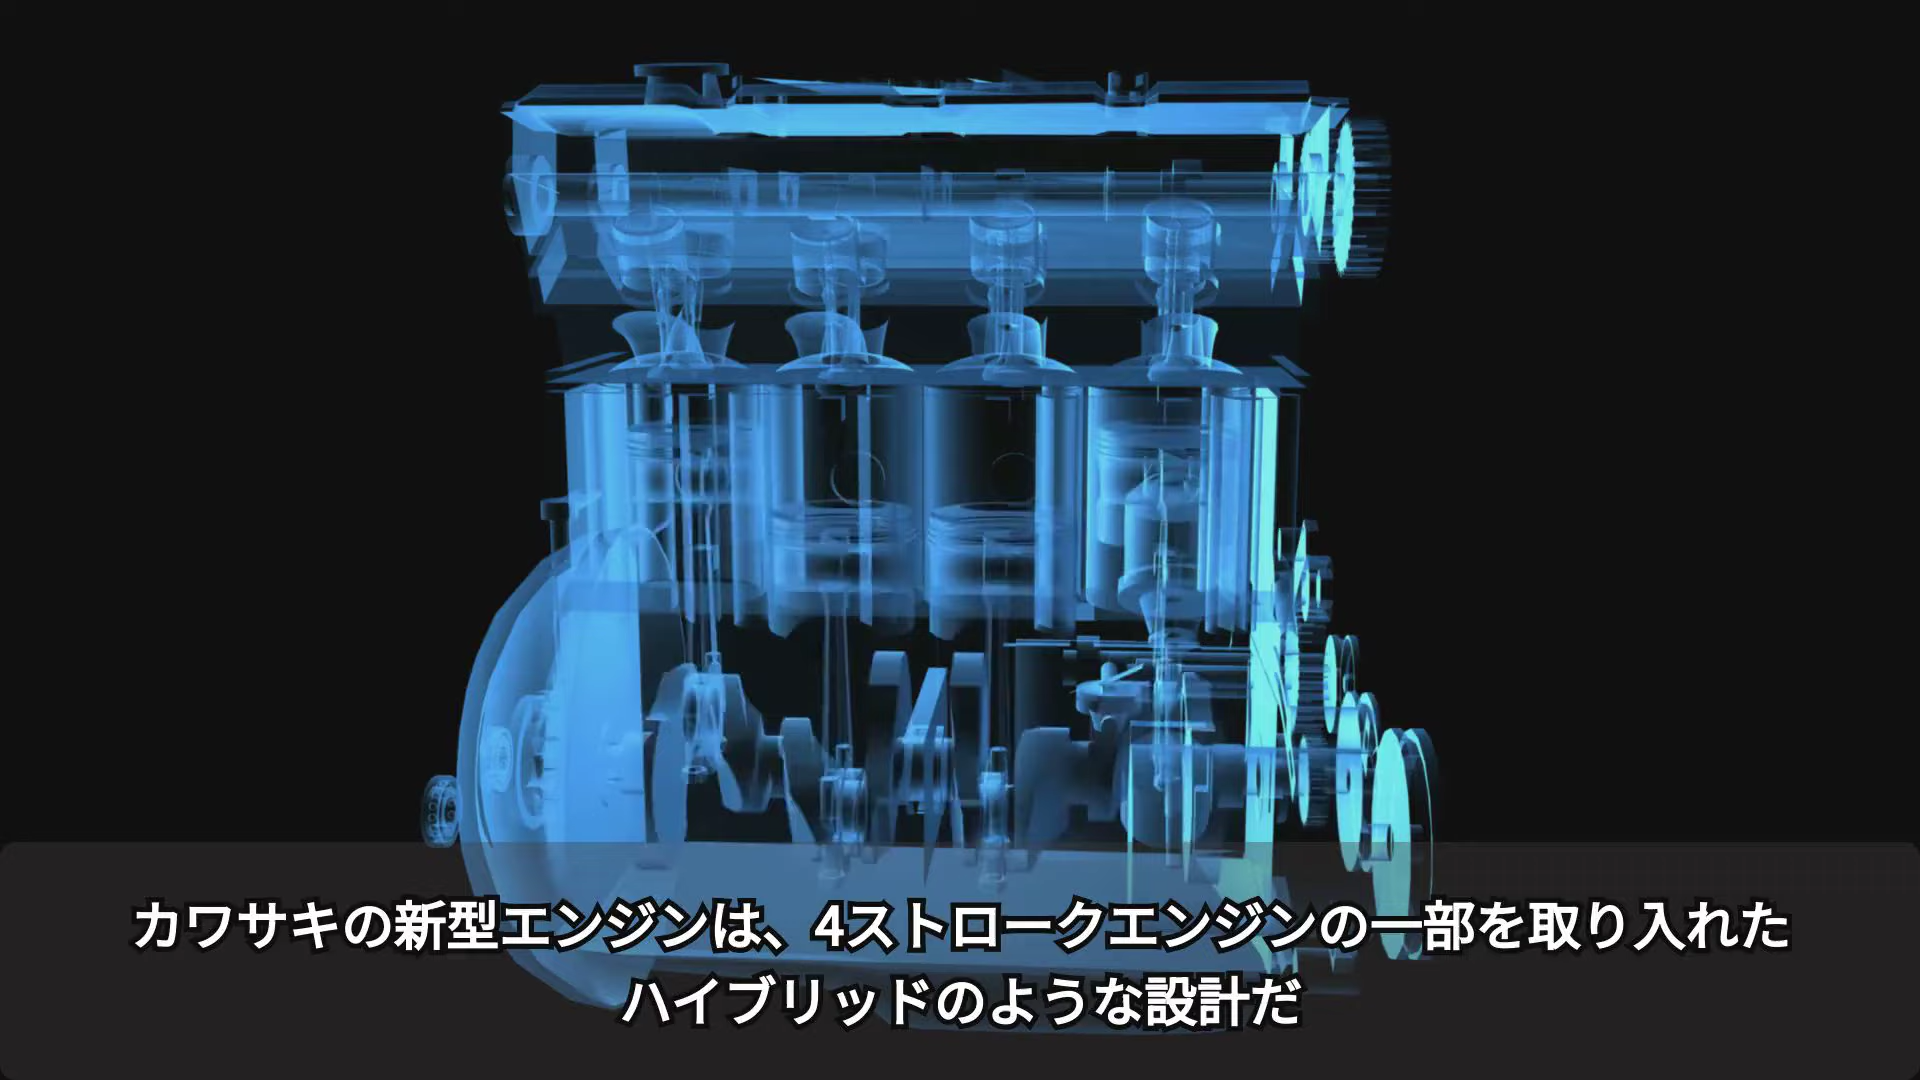 カワサキの新型エンジンは、4ストロークエンジンの一部を取り入れた
ハイブリッドのような設計だ